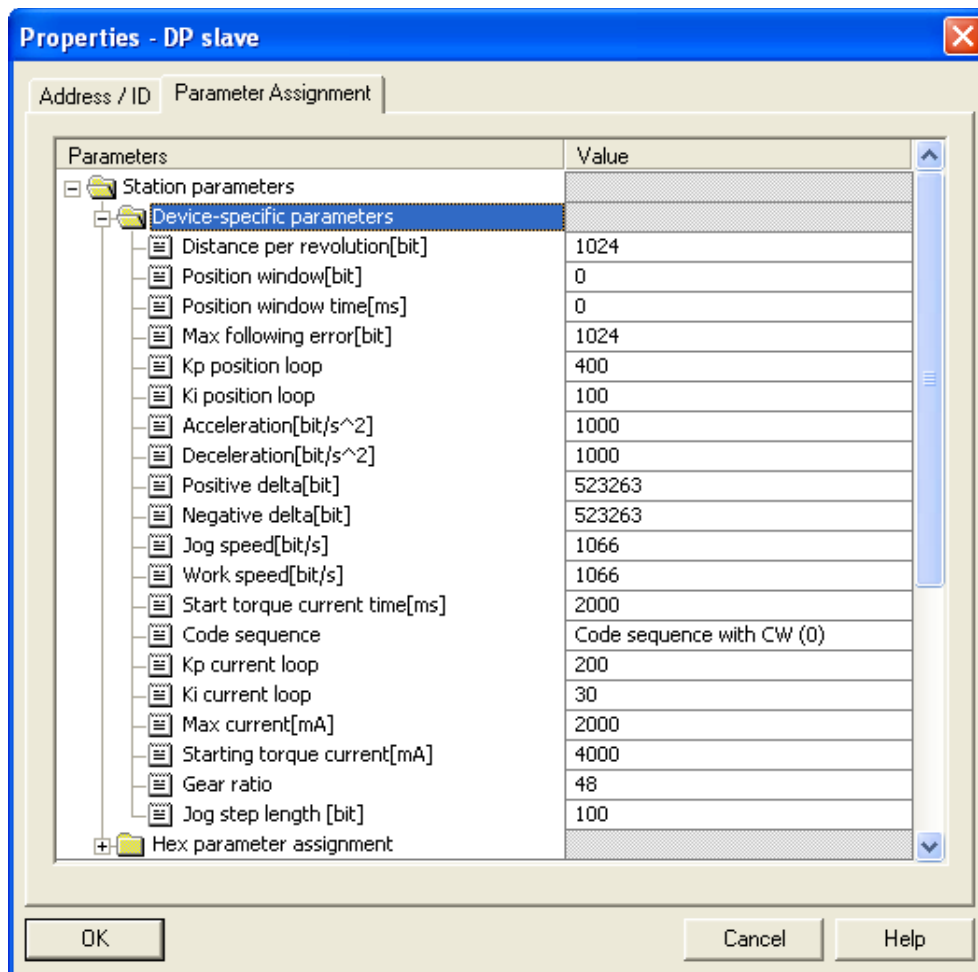 Properties - DP slave
Address / ID Parameter Assignment
Parameters Value
Station parameters
Device-specific parameters
Distance per revolution[bit] 1024
Position window[bit] 0
Position window time[ms] 0
Max following error[bit] 1024
Kp position loop 400
Ki position loop 100
Acceleration[bit/s^2] 1000
Deceleration[bit/s^2] 1000
Positive delta[bit] 523263
Negative delta[bit] 523263
Jog speed[bit/s] 1066
Work speed[bit/s] 1066
Start torque current time[ms] 2000
Code sequence Code sequence with CW (0)
Kp current loop 200
Ki current loop 30
Max current[mA] 2000
Starting torque current[mA] 4000
Gear ratio 48
Jog step length [bit] 100
Hex parameter assignment
OK Cancel Help